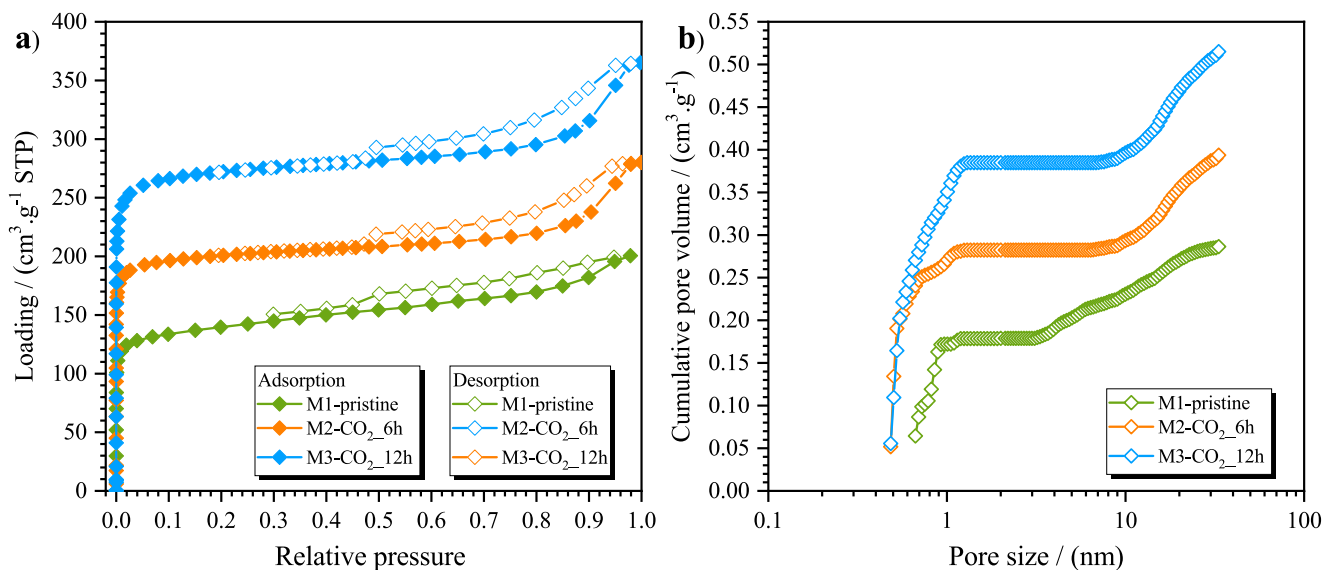 a)
Loading / (cm³.g⁻¹ STP)
400
350
300
250
200
150
100
50
0
0.0 0.1 0.2 0.3 0.4 0.5 0.6 0.7 0.8 0.9 1.0
Relative pressure
Adsorption
M1-pristine
M2-CO₂_6h
M3-CO₂_12h
Desorption
M1-pristine
M2-CO₂_6h
M3-CO₂_12h
b)
Cumulative pore volume / (cm³.g⁻¹)
0.55
0.50
0.45
0.40
0.35
0.30
0.25
0.20
0.15
0.10
0.05
0.00
0.1 1 10 100
Pore size / (nm)
M1-pristine
M2-CO₂_6h
M3-CO₂_12h